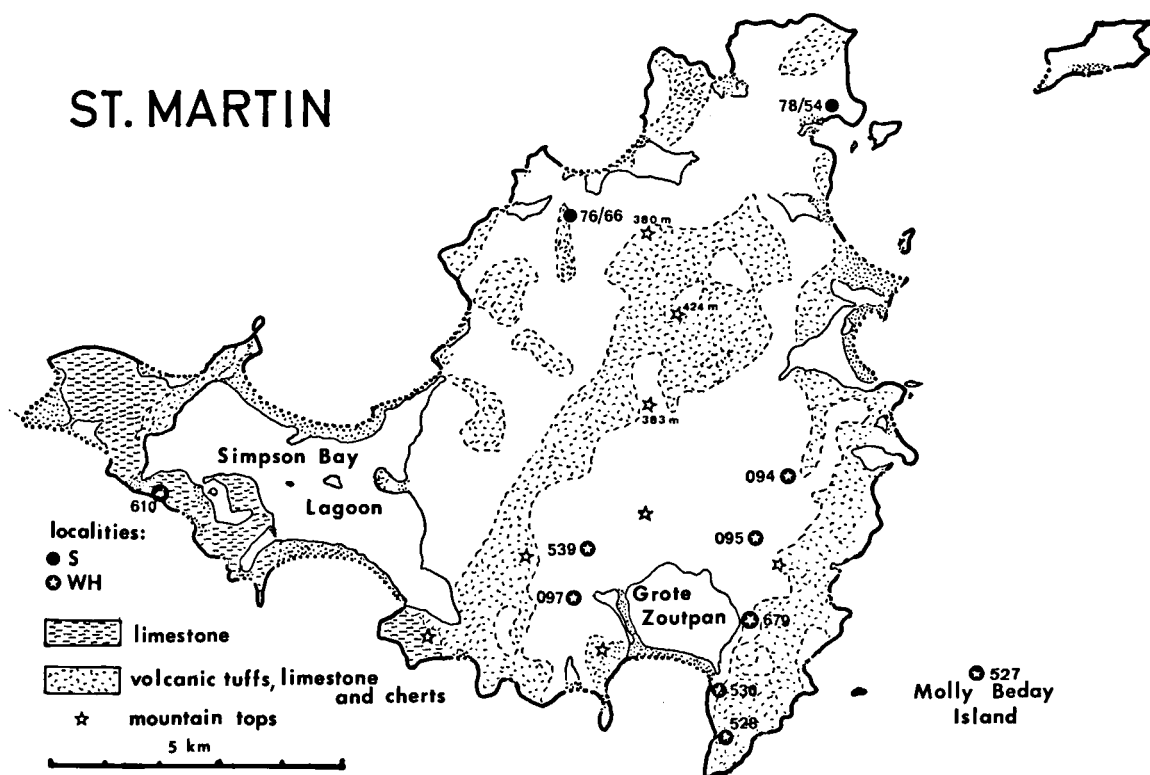 ST. MARTIN
78/54
76/66
380 m
424 m
383 m
Simpson Bay
Lagoon
610
094
095
539
097
Grote
Zoutpan
679
530
528
527
Molly Beday
Island
localities:
S
WH
limestone
volcanic tuffs, limestone
and cherts
mountain tops
5 km